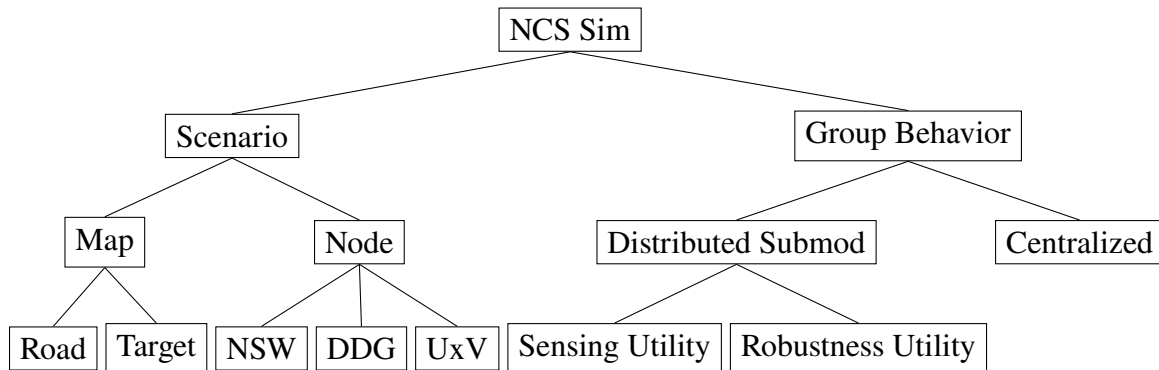 NCS Sim
Scenario
Group Behavior
Map
Node
Distributed Submod
Centralized
Road
Target
NSW
DDG
UxV
Sensing Utility
Robustness Utility